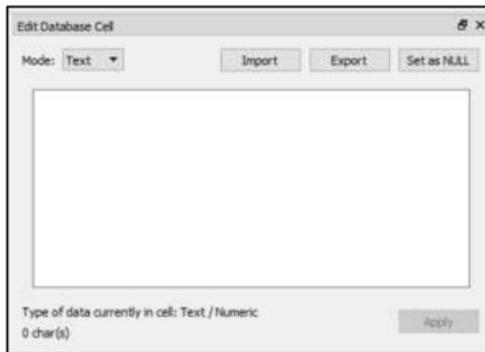 Edit Database Cell
Mode: Text Import Export Set as NULL
Type of data currently in cell: Text / Numeric
0 char(s)
Apply